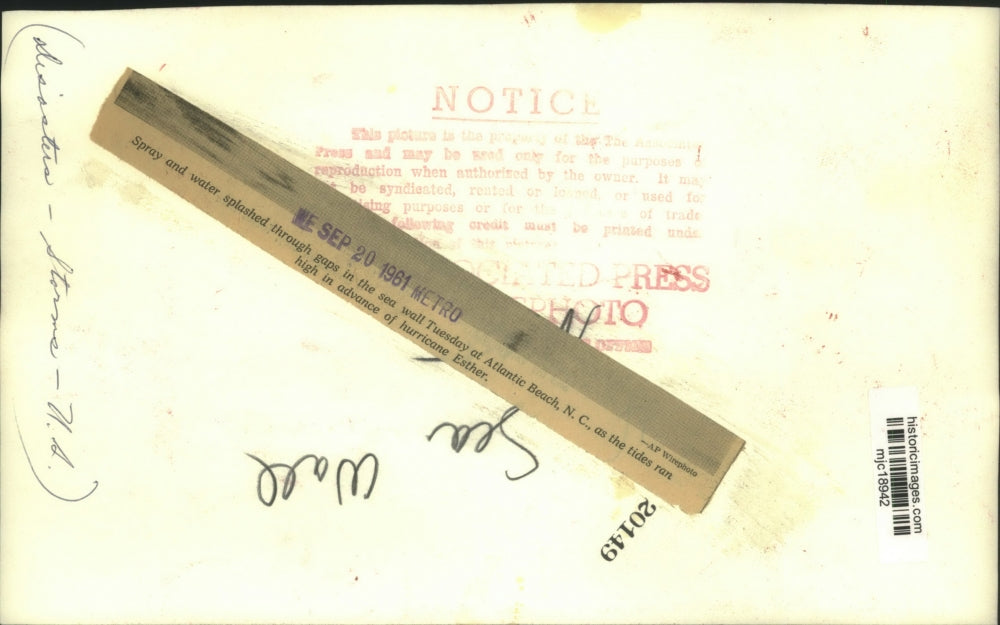 (Disasters - Storms - U.S.)
NOTICE
This picture is the property of the The Associated
Press and may be used only for the purposes of
reproduction when authorized by the owner. It may
be syndicated, rented or loaned, or used for
purposes or for the of trade
following credit must be printed
of this
PRESS
PHOTO
WE SEP 20 1961 METRO
Spray and water splashed through gaps in the sea wall Tuesday at Atlantic Beach, N. C., as the tides ran
high in advance of hurricane Esther.
—AP Wirephoto
Sea
Wall
20149
historicimages.com
mjc18942